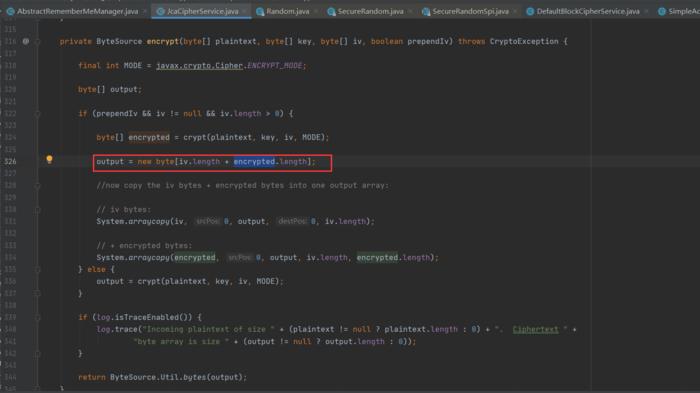 AbstractRememberMeManager.java × JcaCipherService.java × Random.java × SecureRandom.java × SecureRandomSpi.java × DefaultBlockCipherService.java × SimpleAc
315
316 @ private ByteSource encrypt(byte[] plaintext, byte[] key, byte[] iv, boolean prependIv) throws CryptoException {
317
318 final int MODE = javax.crypto.Cipher.ENCRYPT_MODE;
319
320 byte[] output;
321
322 if (prependIv && iv != null && iv.length > 0) {
323
324 byte[] encrypted = crypt(plaintext, key, iv, MODE);
325
326 output = new byte[iv.length + encrypted.length];
327
328 //now copy the iv bytes + encrypted bytes into one output array:
329
330 // iv bytes:
331 System.arraycopy(iv, srcPos: 0, output, destPos: 0, iv.length);
332
333 // + encrypted bytes:
334 System.arraycopy(encrypted, srcPos: 0, output, iv.length, encrypted.length);
335 } else {
336 output = crypt(plaintext, key, iv, MODE);
337 }
338
339 if (log.isTraceEnabled()) {
340 log.trace("Incoming plaintext of size " + (plaintext != null ? plaintext.length : 0) + ". Ciphertext " +
341 "byte array is size " + (output != null ? output.length : 0));
342 }
343
344 return ByteSource.Util.bytes(output);
345 }